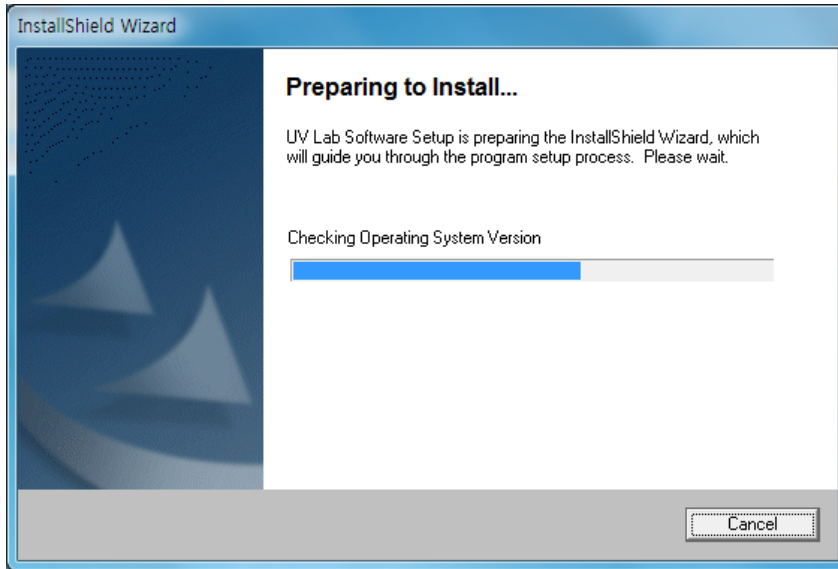 InstallShield Wizard
Preparing to Install...
UV Lab Software Setup is preparing the InstallShield Wizard, which
will guide you through the program setup process.  Please wait.
Checking Operating System Version
Cancel